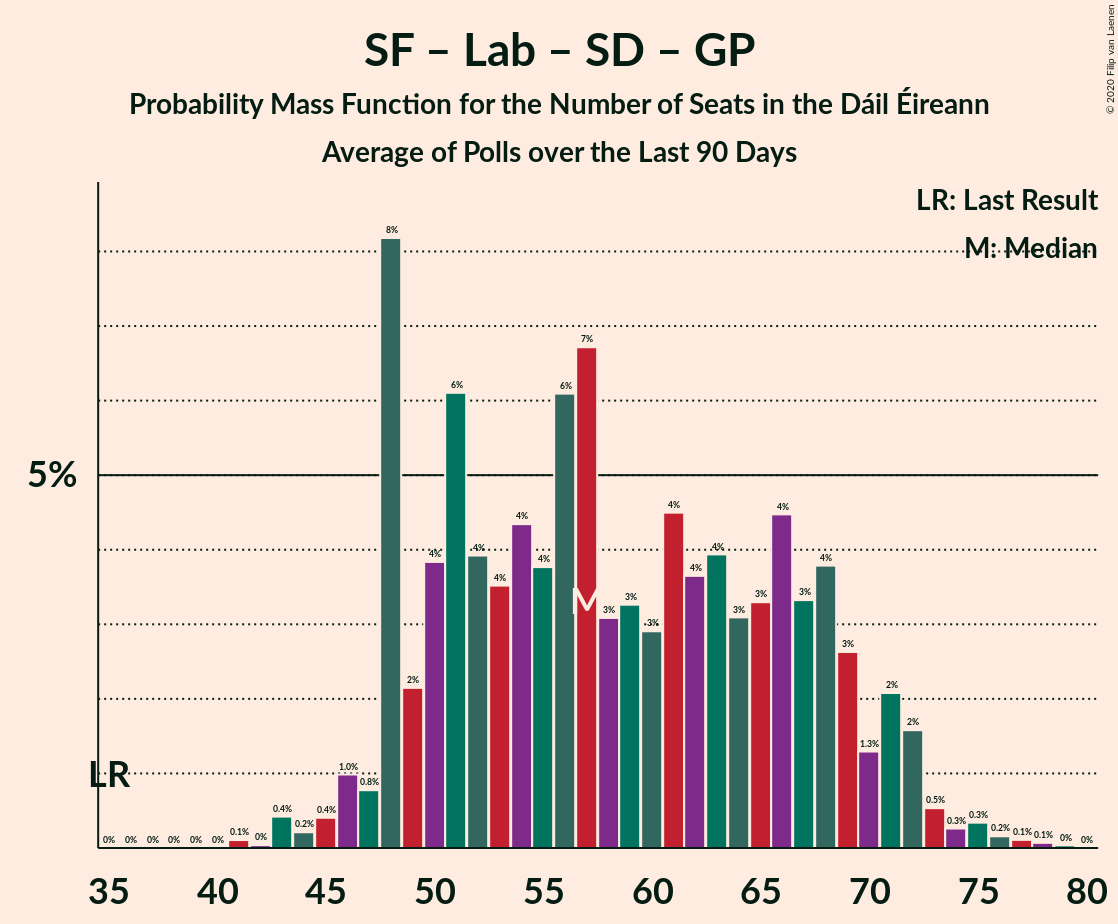 SF – Lab – SD – GP
Probability Mass Function for the Number of Seats in the Dáil Éireann
Average of Polls over the Last 90 Days
© 2020 Filip van Laenen
LR: Last Result
M: Median
5%
LR
M
0% 0% 0% 0% 0% 0% 0.1% 0% 0.4% 0.2% 0.4% 1.0% 0.8% 8% 2% 4% 6% 4% 4% 4% 4% 6% 7% 3% 3% 3% 4% 4% 4% 3% 3% 4% 3% 4% 3% 1.3% 2% 2% 0.5% 0.3% 0.3% 0.2% 0.1% 0.1% 0% 0%
35 40 45 50 55 60 65 70 75 80